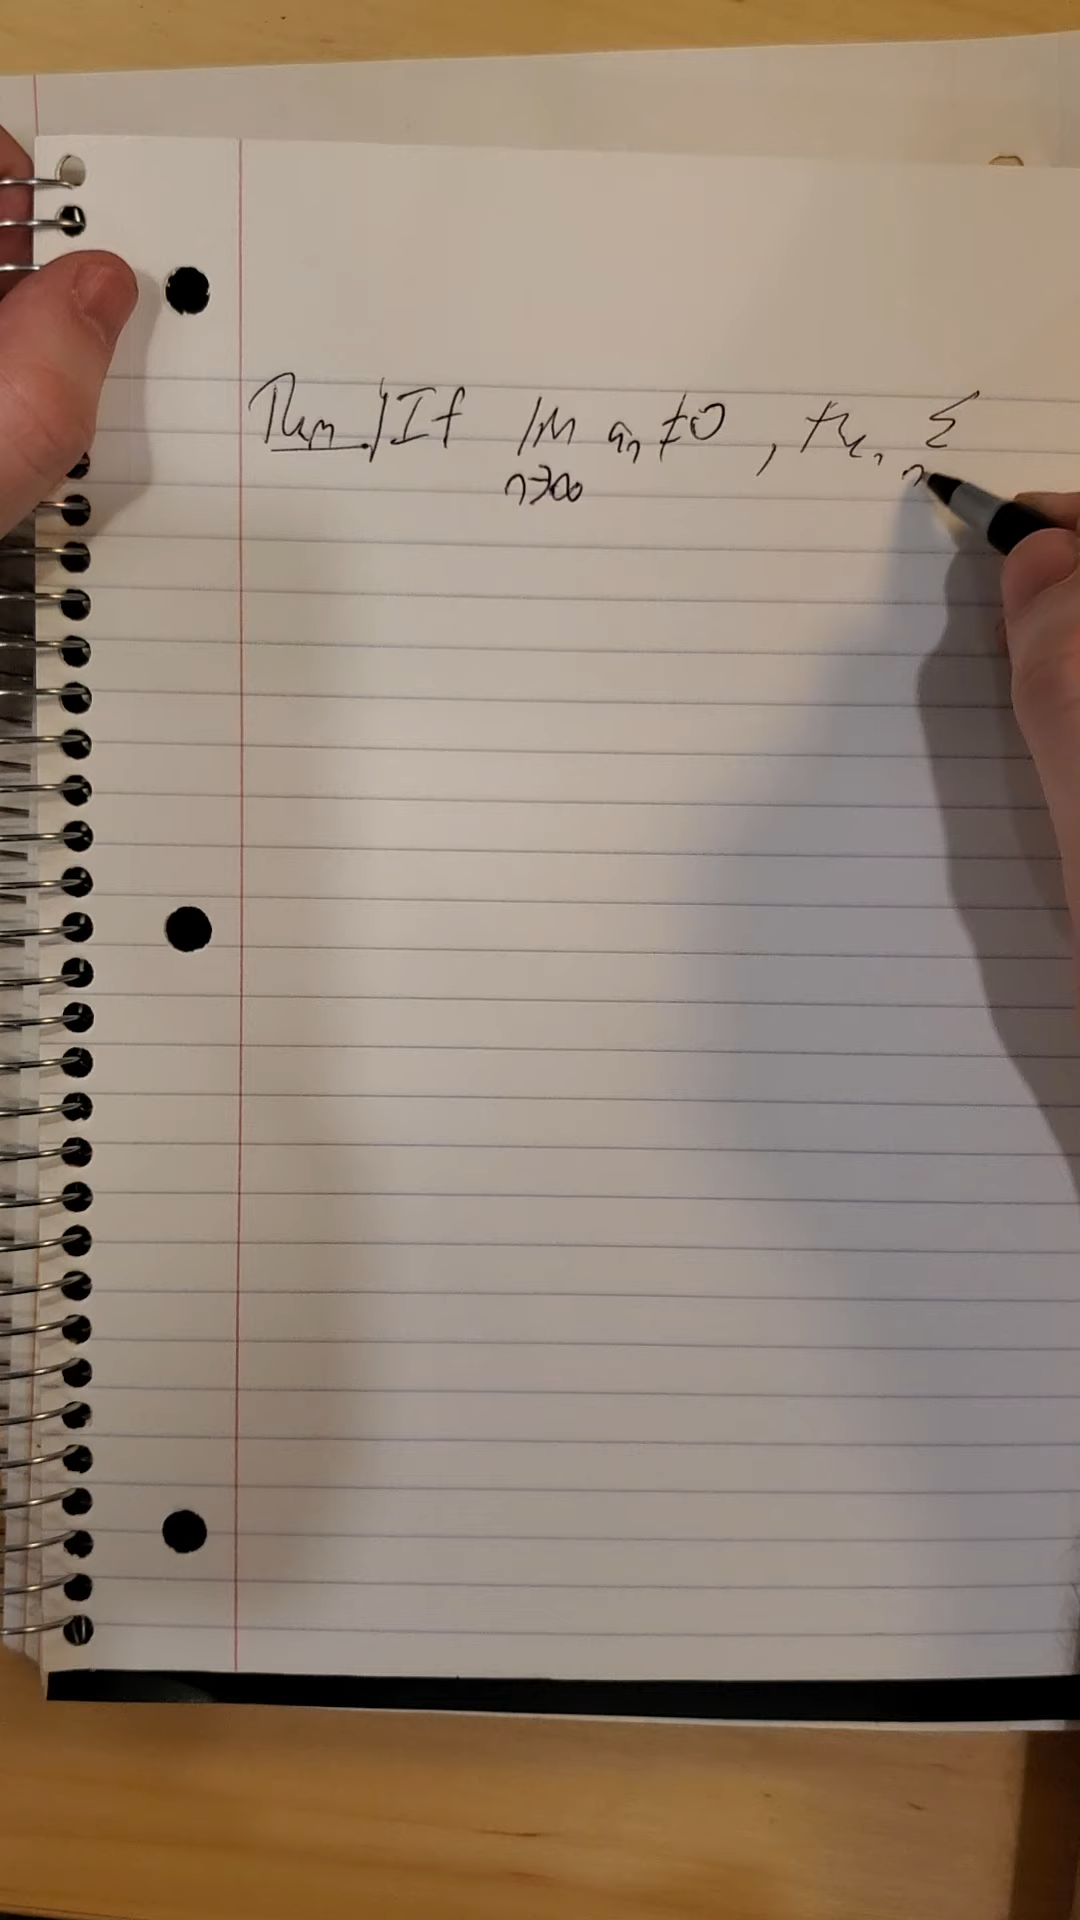 Thm. | If lim aₙ ≠ 0, then Σ
n→∞ n